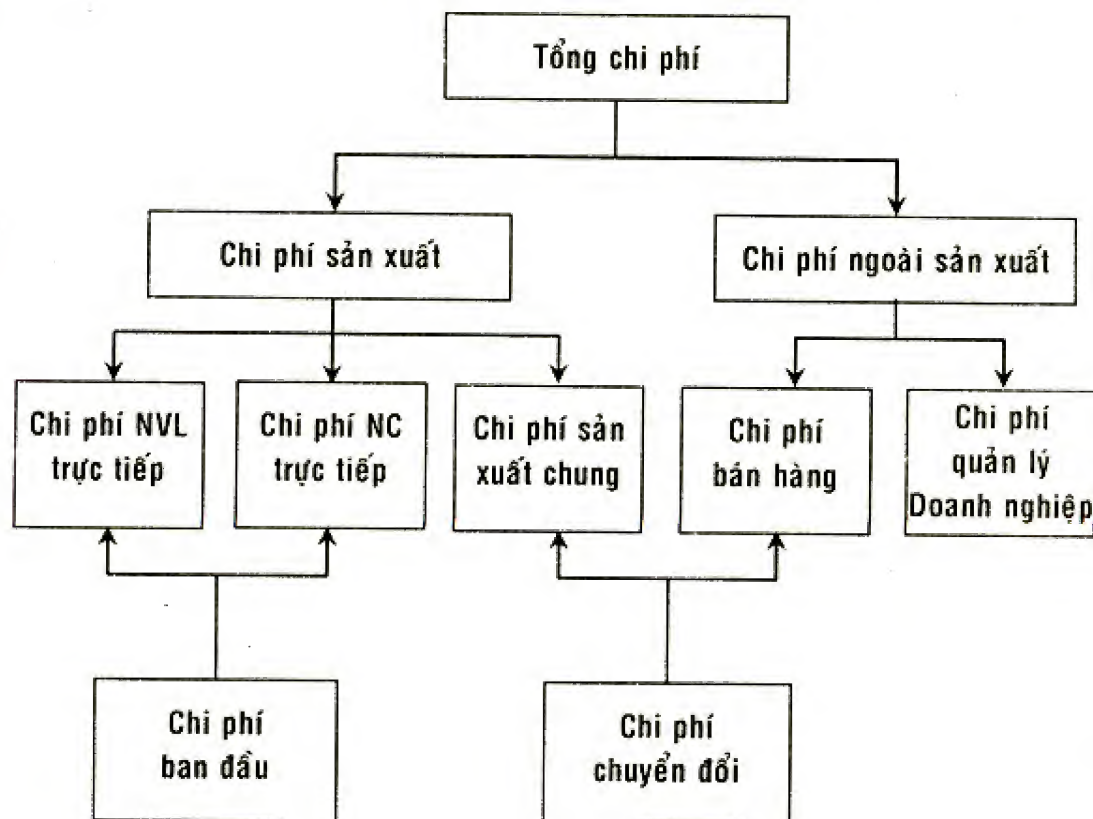 Tổng chi phí
Chi phí sản xuất
Chi phí ngoài sản xuất
Chi phí NVL
trực tiếp
Chi phí NC
trực tiếp
Chi phí sản
xuất chung
Chi phí
bán hàng
Chi phí
quản lý
Doanh nghiệp
Chi phí
ban đầu
Chi phí
chuyển đổi